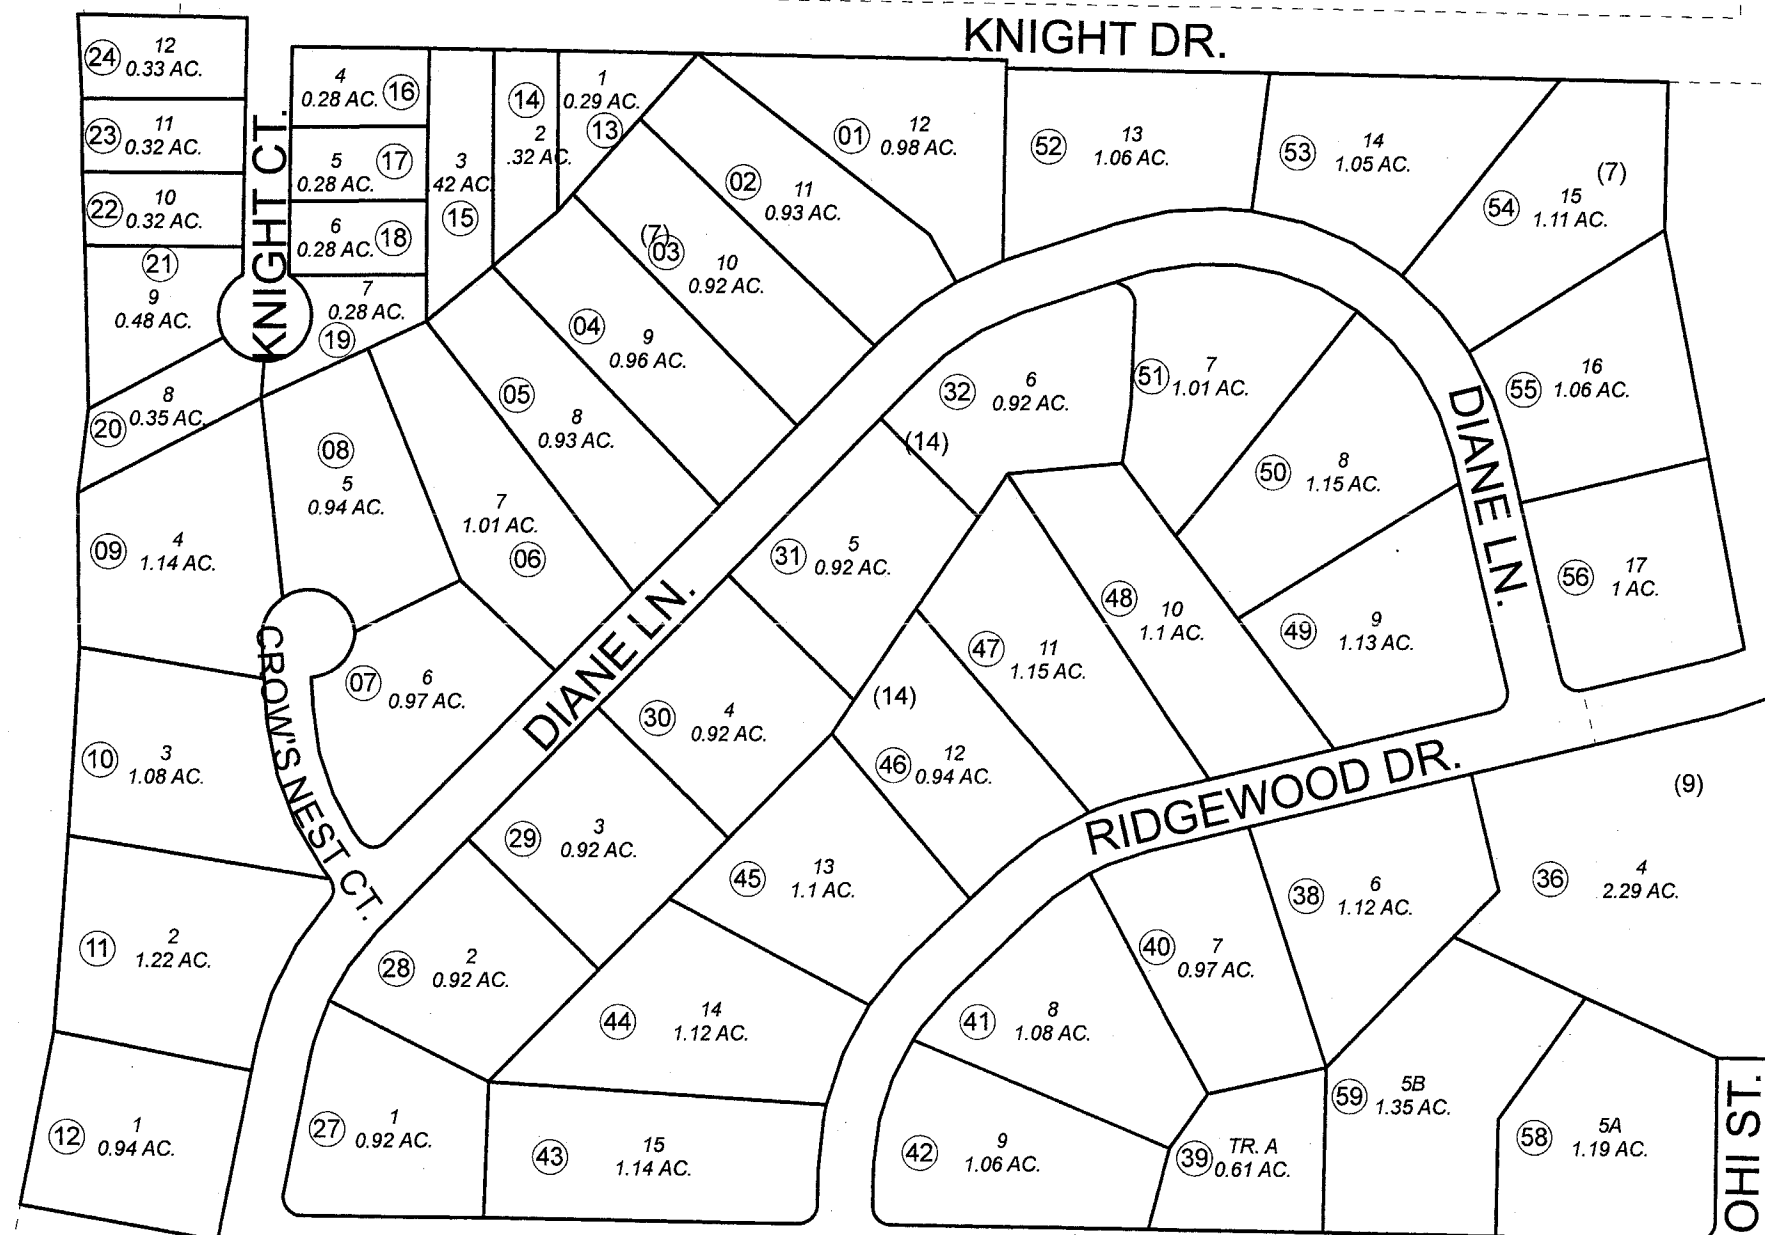 KNIGHT DR.
24
12
0.33 AC.
23
11
0.32 AC.
22
10
0.32 AC.
21
9
0.48 AC.
20
8
0.35 AC.
KNIGHT CT.
4
0.28 AC.
16
5
0.28 AC.
17
6
0.28 AC.
18
7
0.28 AC.
19
3
42 AC.
15
14
2
.32 AC.
1
0.29 AC.
13
01
12
0.98 AC.
02
11
0.93 AC.
(7)
03
10
0.92 AC.
04
9
0.96 AC.
05
8
0.93 AC.
7
1.01 AC.
06
08
5
0.94 AC.
07
6
0.97 AC.
09
4
1.14 AC.
10
3
1.08 AC.
11
2
1.22 AC.
12
1
0.94 AC.
CROW'S NEST CT.
DIANE LN.
52
13
1.06 AC.
53
14
1.05 AC.
(7)
54
15
1.11 AC.
55
16
1.06 AC.
56
17
1 AC.
DIANE LN.
32
6
0.92 AC.
(14)
51
7
1.01 AC.
50
8
1.15 AC.
49
9
1.13 AC.
48
10
1.1 AC.
47
11
1.15 AC.
(14)
46
12
0.94 AC.
45
13
1.1 AC.
44
14
1.12 AC.
43
15
1.14 AC.
31
5
0.92 AC.
30
4
0.92 AC.
29
3
0.92 AC.
28
2
0.92 AC.
27
1
0.92 AC.
RIDGEWOOD DR.
(9)
36
4
2.29 AC.
38
6
1.12 AC.
40
7
0.97 AC.
41
8
1.08 AC.
42
9
1.06 AC.
39
TR. A
0.61 AC.
59
5B
1.35 AC.
58
5A
1.19 AC.
OHI ST.